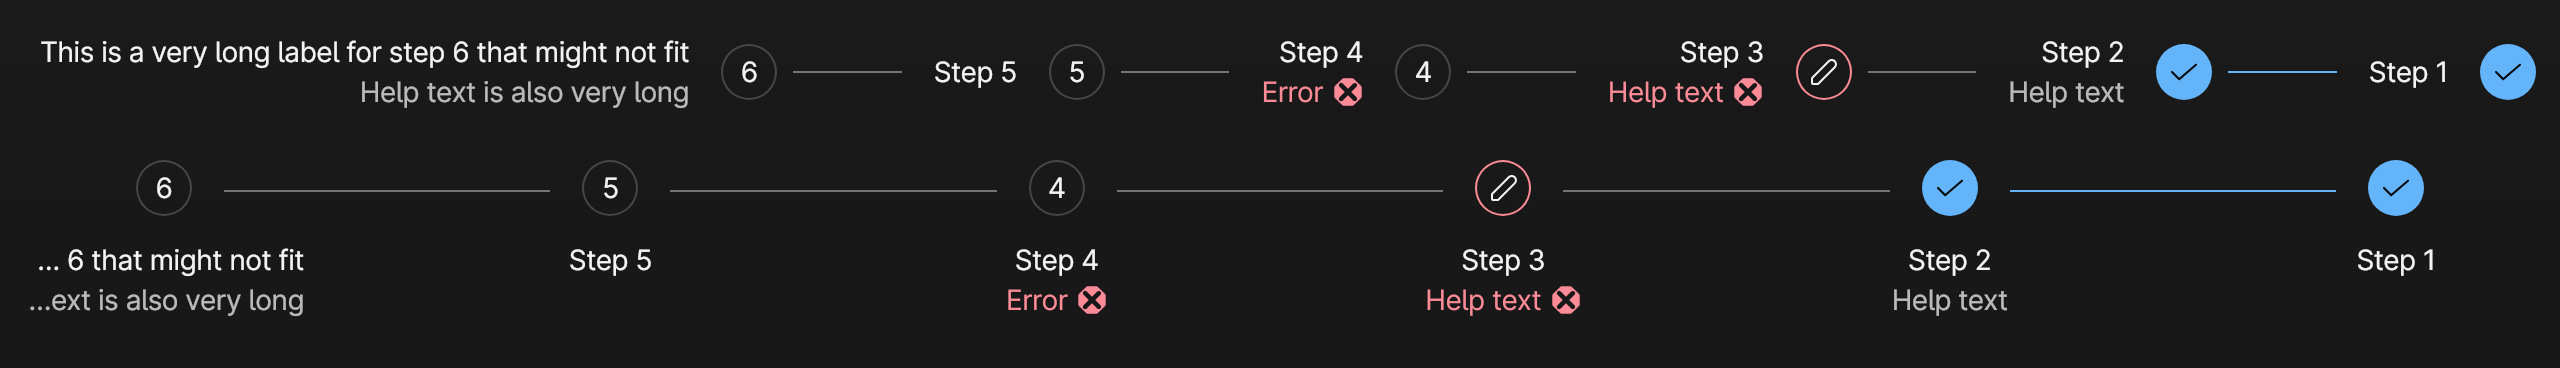 This is a very long label for step 6 that might not fit
Help text is also very long
6
Step 5
5
Step 4
Error
4
Step 3
Help text
Step 2
Help text
Step 1
6
5
4
... 6 that might not fit
...ext is also very long
Step 5
Step 4
Error
Step 3
Help text
Step 2
Help text
Step 1